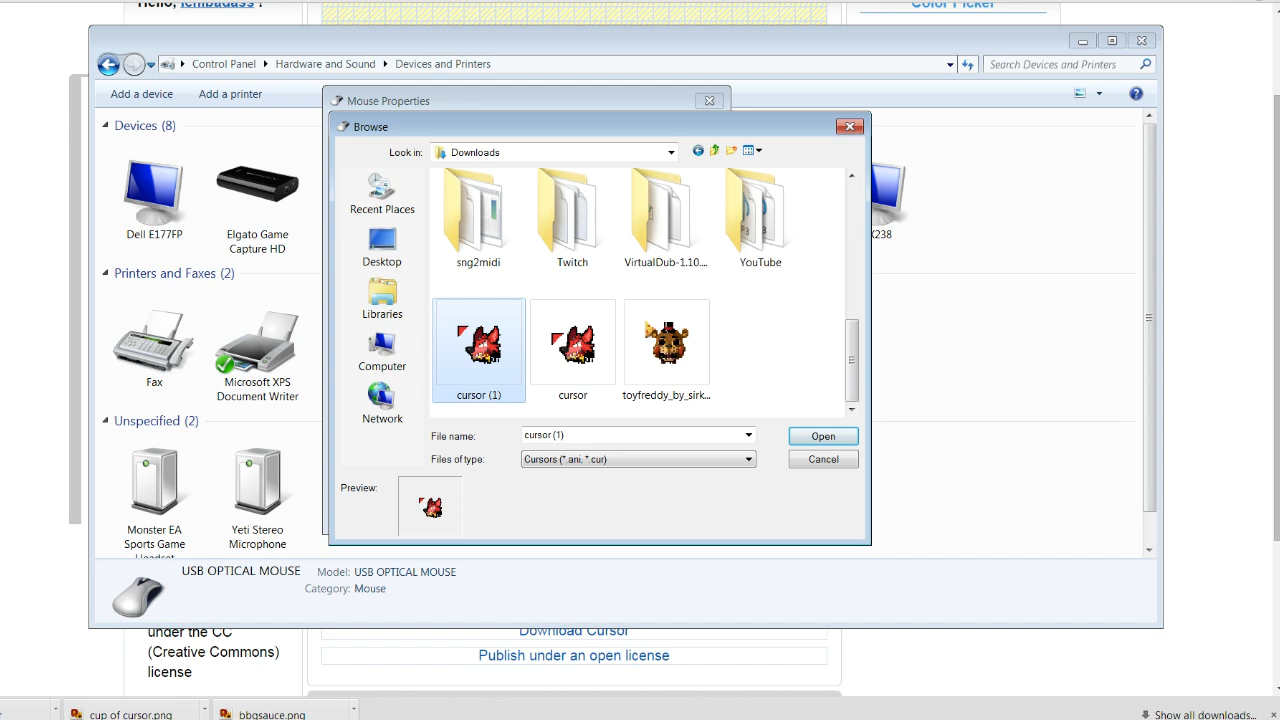 Hello, lembadass !
Color Picker
Control Panel
Hardware and Sound
Devices and Printers
Search Devices and Printers
Add a device
Add a printer
Mouse Properties
Browse
Devices (8)
Look in:
Downloads
Dell E177FP
Elgato Game
Capture HD
X238
Recent Places
Desktop
Libraries
Computer
Network
sng2midi
Twitch
VirtualDub-1.10....
YouTube
Printers and Faxes (2)
Fax
Microsoft XPS
Document Writer
cursor (1)
cursor
toyfreddy_by_sirk...
Unspecified (2)
File name:
cursor (1)
Open
Files of type:
Cursors (*.ani, *.cur)
Cancel
Preview:
Monster EA
Sports Game
Headset
Yeti Stereo
Microphone
USB OPTICAL MOUSE
Model: USB OPTICAL MOUSE
Category: Mouse
under the CC
(Creative Commons)
license
Download Cursor
Publish under an open license
cup of cursor.png
bbqsauce.png
Show all downloads...